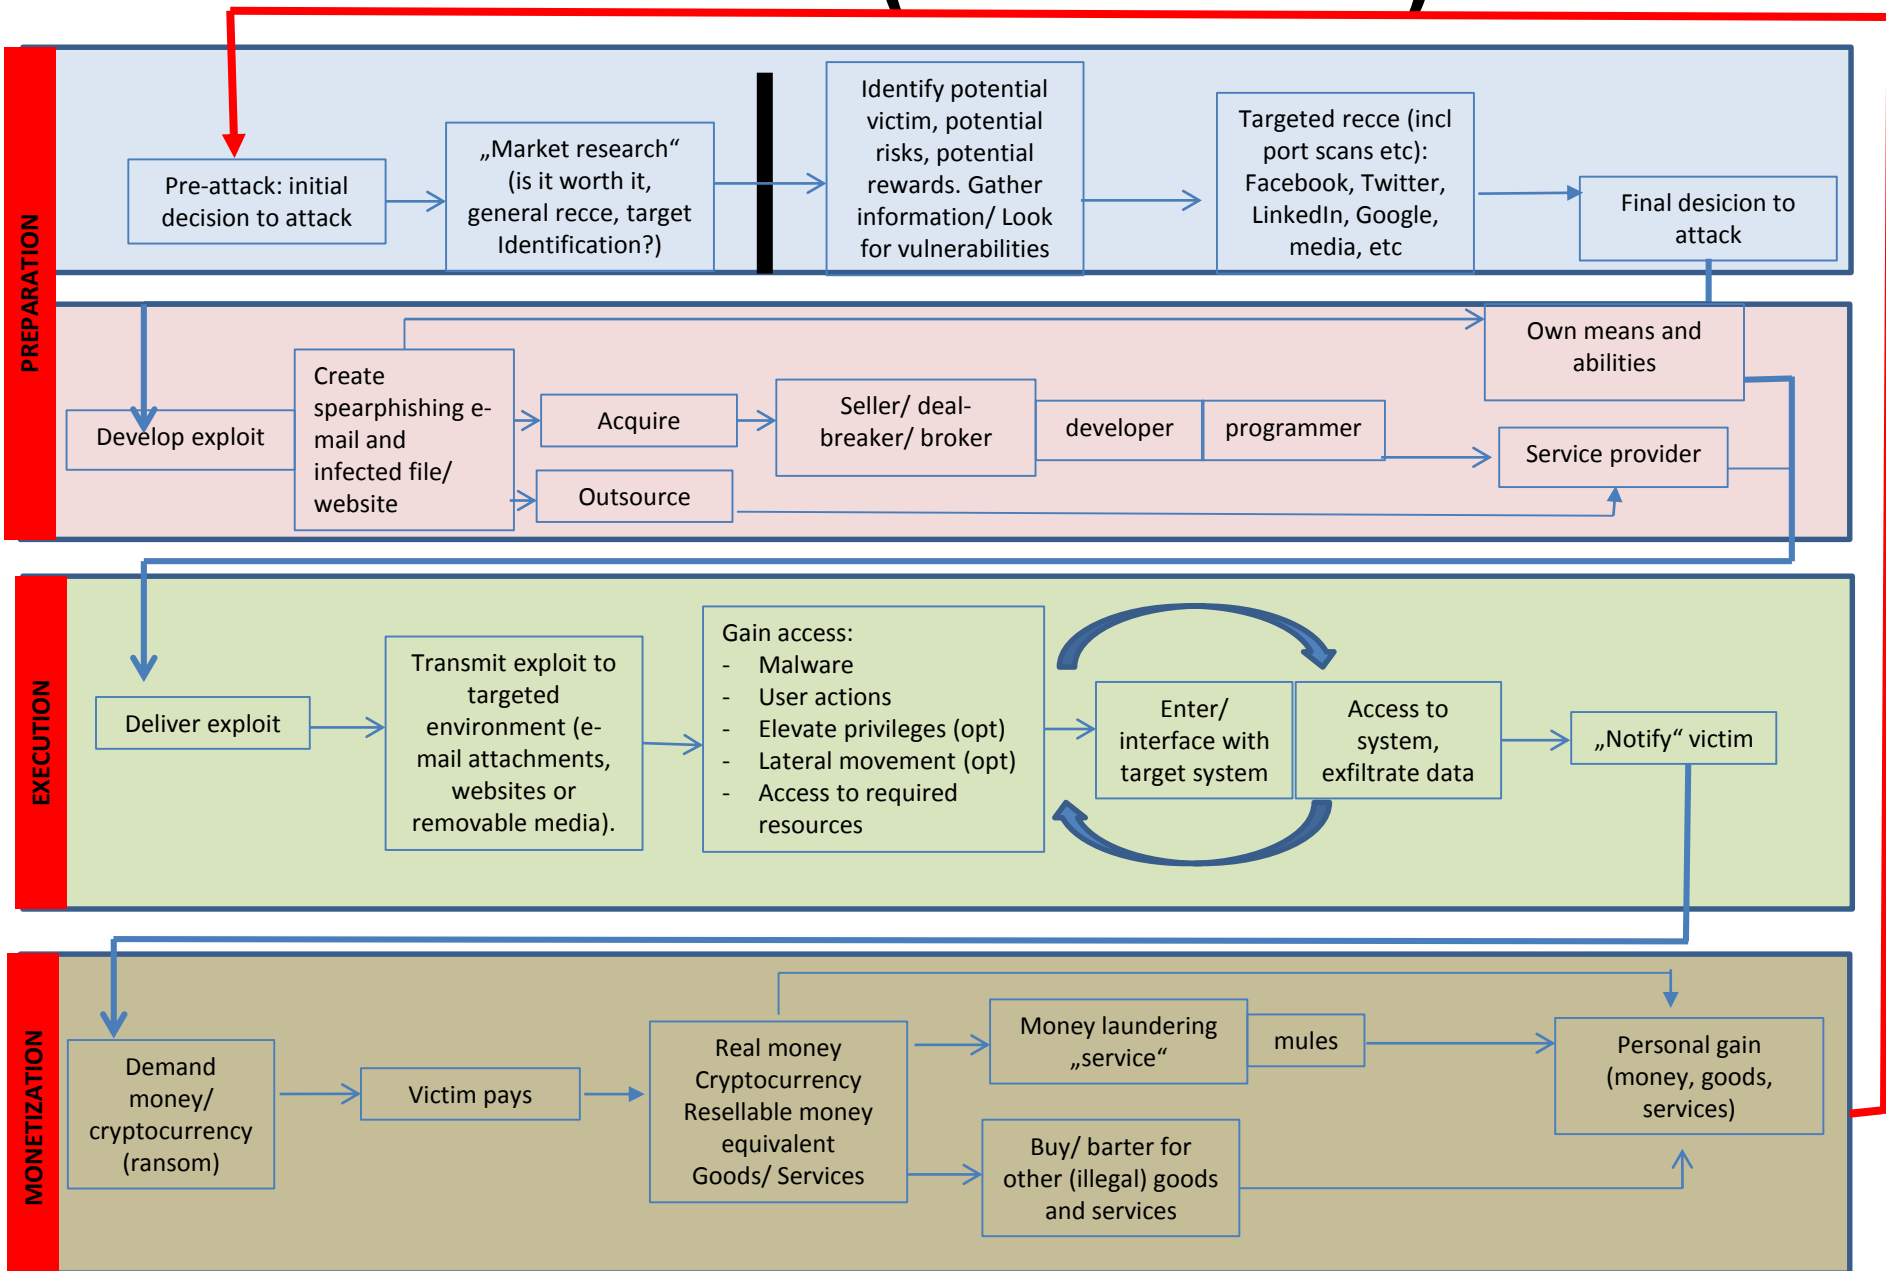 PREPARATION
Pre-attack: initial
decision to attack
„Market research“
(is it worth it,
general recce, target
Identification?)
Identify potential
victim, potential
risks, potential
rewards. Gather
information/ Look
for vulnerabilities
Targeted recce (incl
port scans etc):
Facebook, Twitter,
LinkedIn, Google,
media, etc
Final desicion to
attack
Develop exploit
Create
spearphishing e-
mail and
infected file/
website
Acquire
Outsource
Seller/ deal-
breaker/ broker
developer
programmer
Own means and
abilities
Service provider
EXECUTION
Deliver exploit
Transmit exploit to
targeted
environment (e-
mail attachments,
websites or
removable media).
Gain access:
- Malware
- User actions
- Elevate privileges (opt)
- Lateral movement (opt)
- Access to required
resources
Enter/
interface with
target system
Access to
system,
exfiltrate data
„Notify“ victim
MONETIZATION
Demand
money/
cryptocurrency
(ransom)
Victim pays
Real money
Cryptocurrency
Resellable money
equivalent
Goods/ Services
Money laundering
„service“
mules
Buy/ barter for
other (illegal) goods
and services
Personal gain
(money, goods,
services)